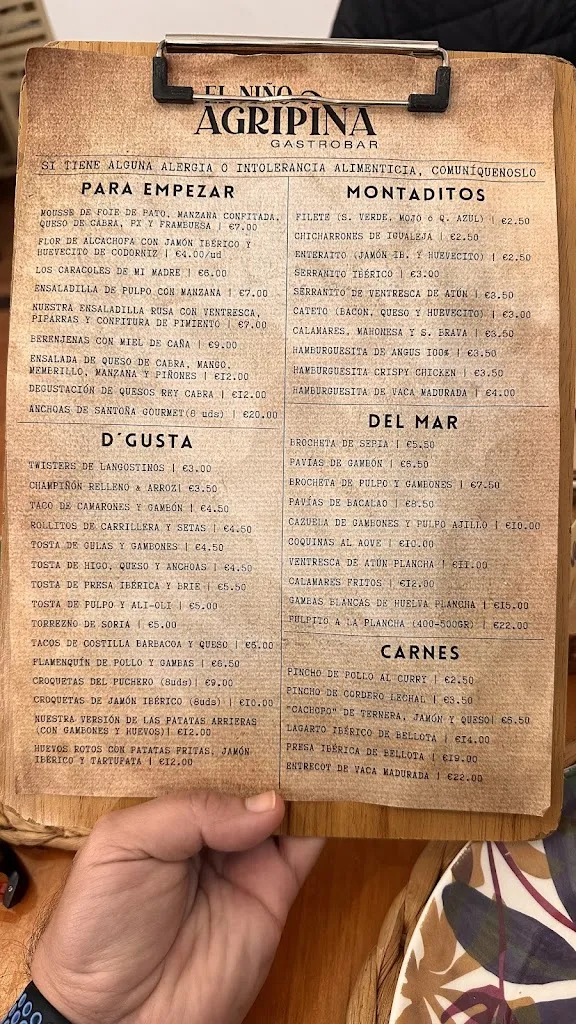 EL NIÑO
AGRIPINA
GASTROBAR
SI TIENE ALGUNA ALERGIA O INTOLERANCIA ALIMENTICIA, COMUNÍQUENOSLO
PARA EMPEZAR
MOUSSE DE FOIE DE PATO, MANZANA CONFITADA,
QUESO DE CABRA, PX Y FRAMBUESA | €7.00
FLOR DE ALCACHOFA CON JAMÓN IBÉRICO Y
HUEVECITO DE CODORNIZ | €4.00/ud
LOS CARACOLES DE MI MADRE | €6.00
ENSALADILLA DE PULPO CON MANZANA | €7.00
NUESTRA ENSALADILLA RUSA CON VENTRESCA,
PIPARRAS Y CONFITURA DE PIMIENTO | €7.00
BERENJENAS CON MIEL DE CAÑA | €9.00
ENSALADA DE QUESO DE CABRA, MANGO,
MEMBRILLO, MANZANA Y PIÑONES | €12.00
DEGUSTACIÓN DE QUESOS REY CABRA | €12.00
ANCHOAS DE SANTOÑA GOURMET(8 uds) | €20.00
D´GUSTA
TWISTERS DE LANGOSTINOS | €3.00
CHAMPIÑÓN RELLENO & ARROZ| €3.50
TACO DE CAMARONES Y GAMBÓN | €4.50
ROLLITOS DE CARRILLERA Y SETAS | €4.50
TOSTA DE GULAS Y GAMBONES | €4.50
TOSTA DE HIGO, QUESO Y ANCHOAS | €4.50
TOSTA DE PRESA IBÉRICA Y BRIE | €5.50
TOSTA DE PULPO Y ALI-OLI | €5.00
TORREZNO DE SORIA | €5.00
TACOS DE COSTILLA BARBACOA Y QUESO | €6.00
FLAMENQUÍN DE POLLO Y GAMBAS | €6.50
CROQUETAS DEL PUCHERO (8uds)| €9.00
CROQUETAS DE JAMÓN IBÉRICO (8uds) | €10.00
NUESTRA VERSIÓN DE LAS PATATAS ARRIERAS
(CON GAMBONES Y HUEVOS)| €12.00
HUEVOS ROTOS CON PATATAS FRITAS, JAMÓN
IBÉRICO Y TARTUFATA | €12.00
MONTADITOS
FILETE (S. VERDE, MOJO ó Q. AZUL) | €2.50
CHICHARRONES DE IGUALEJA | €2.50
ENTERAITO (JAMÓN IB. Y HUEVECITO) | €2.50
SERRANITO IBÉRICO | €3.00
SERRANITO DE VENTRESCA DE ATÚN | €3.50
CATETO (BACON, QUESO Y HUEVECITO) | €3.00
CALAMARES, MAHONESA Y S. BRAVA | €3.50
HAMBURGUESITA DE ANGUS 100% | €3.50
HAMBURGUESITA CRISPY CHICKEN | €3.50
HAMBURGUESITA DE VACA MADURADA | €4.00
DEL MAR
BROCHETA DE SEPIA | €5.50
PAVÍAS DE GAMBÓN | €6.50
BROCHETA DE PULPO Y GAMBONES | €7.50
PAVÍAS DE BACALAO | €8.50
CAZUELA DE GAMBONES Y PULPO AJILLO | €10.00
COQUINAS AL AOVE | €10.00
VENTRESCA DE ATÚN PLANCHA | €11.00
CALAMARES FRITOS | €12.00
GAMBAS BLANCAS DE HUELVA PLANCHA | €15.00
PULPITO A LA PLANCHA (400-500GR) | €22.00
CARNES
PINCHO DE POLLO AL CURRY | €2.50
PINCHO DE CORDERO LECHAL | €3.50
"CACHOPO" DE TERNERA, JAMÓN Y QUESO| €8.50
LAGARTO IBÉRICO DE BELLOTA | €14.00
PRESA IBÉRICA DE BELLOTA | €19.00
ENTRECOT DE VACA MADURADA | €22.00